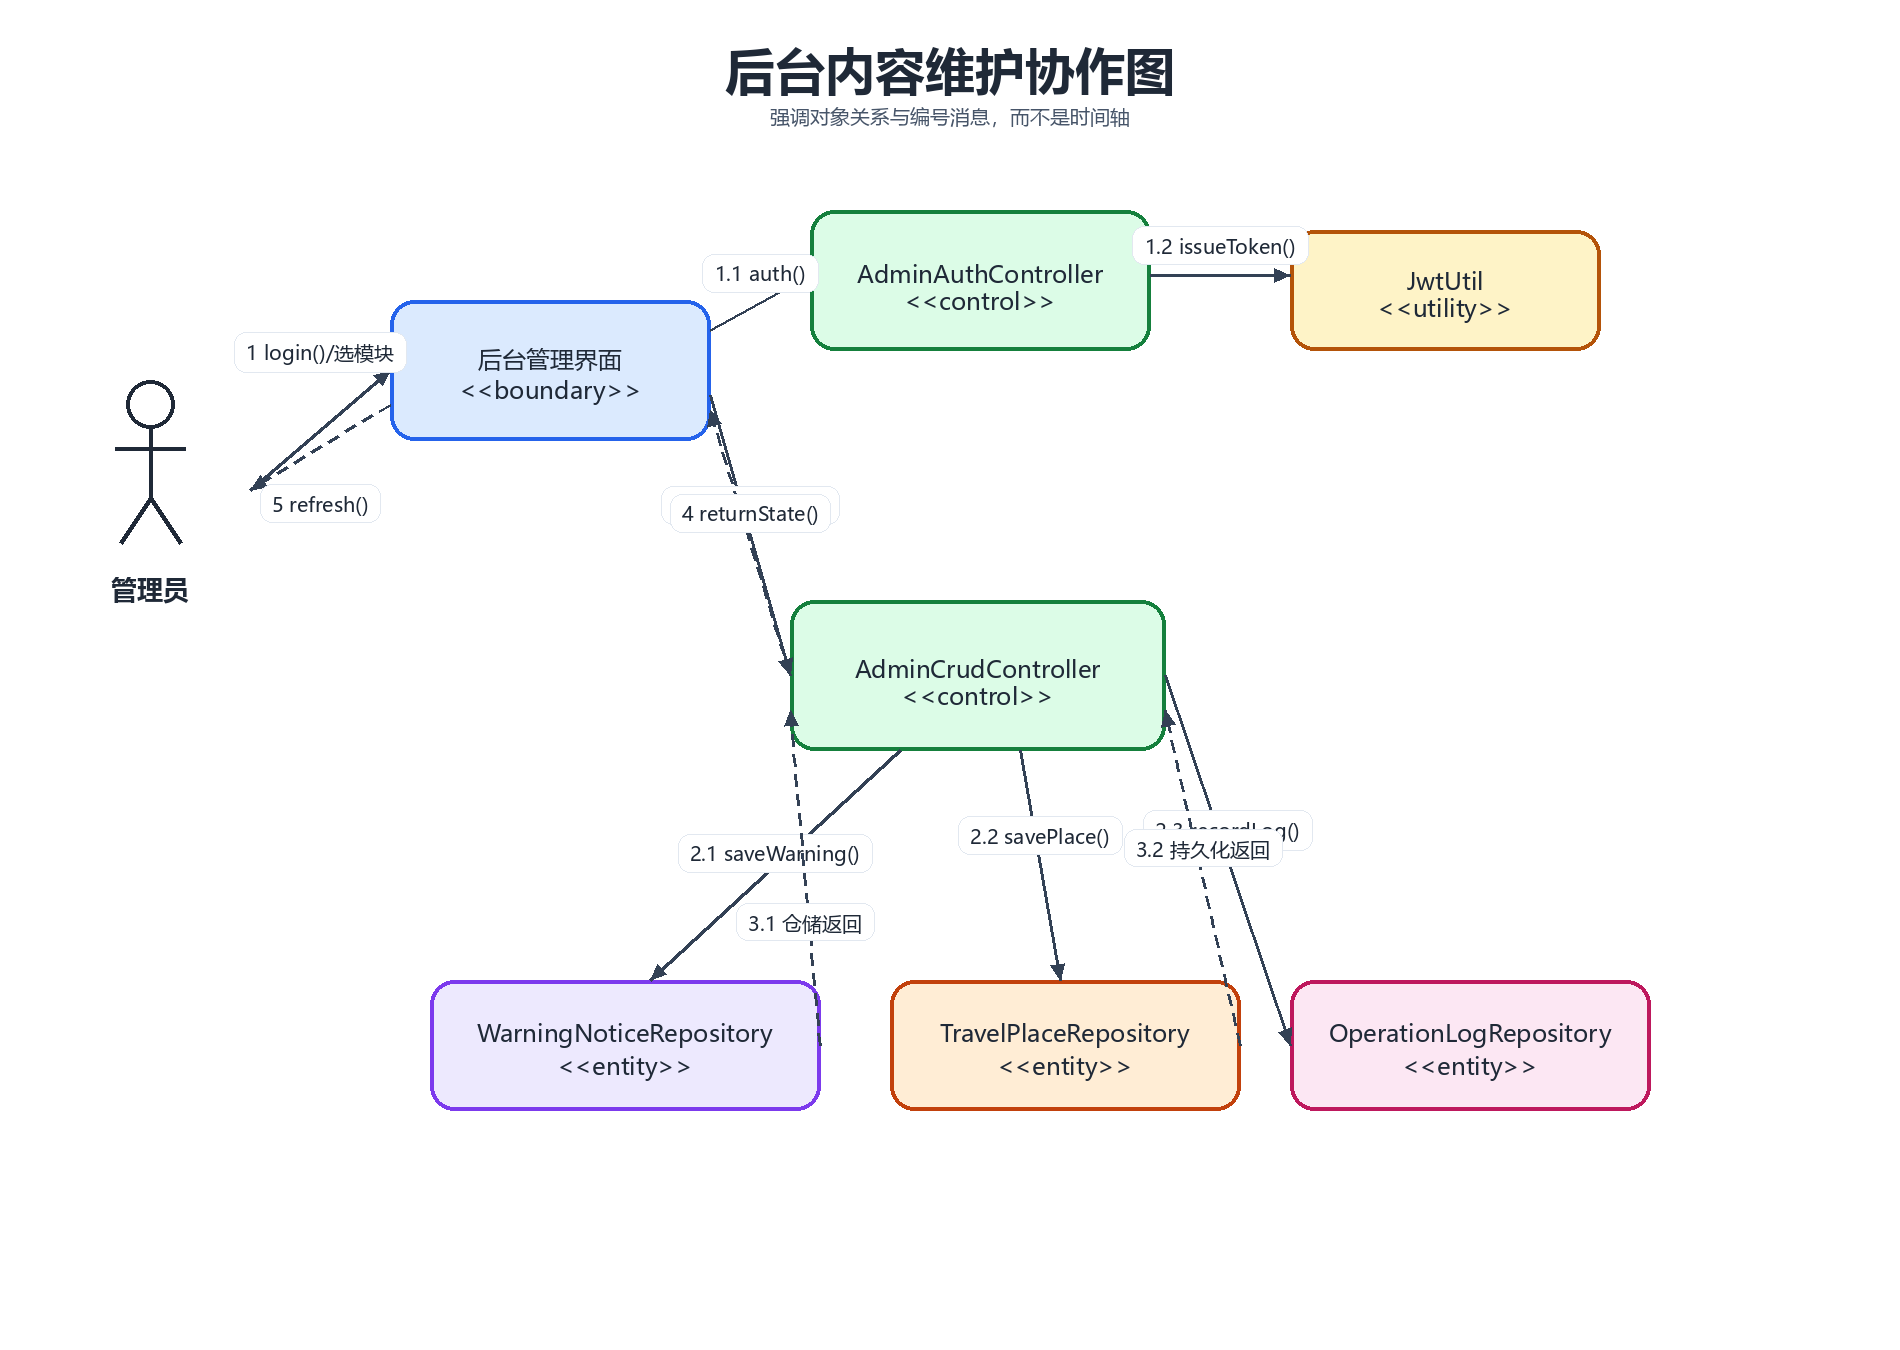 后台内容维护协作图
强调对象关系与编号消息，而不是时间轴
1.2 issueToken()
1.1 auth()
AdminAuthController
<<control>>
JwtUtil
<<utility>>
1 login()/选模块
后台管理界面
<<boundary>>
5 refresh()
4 returnState()
管理员
AdminCrudController
<<control>>
2.1 saveWarning()
2.2 savePlace()
2.3 recordLog()
3.2 持久化返回
3.1 仓储返回
WarningNoticeRepository
<<entity>>
TravelPlaceRepository
<<entity>>
OperationLogRepository
<<entity>>